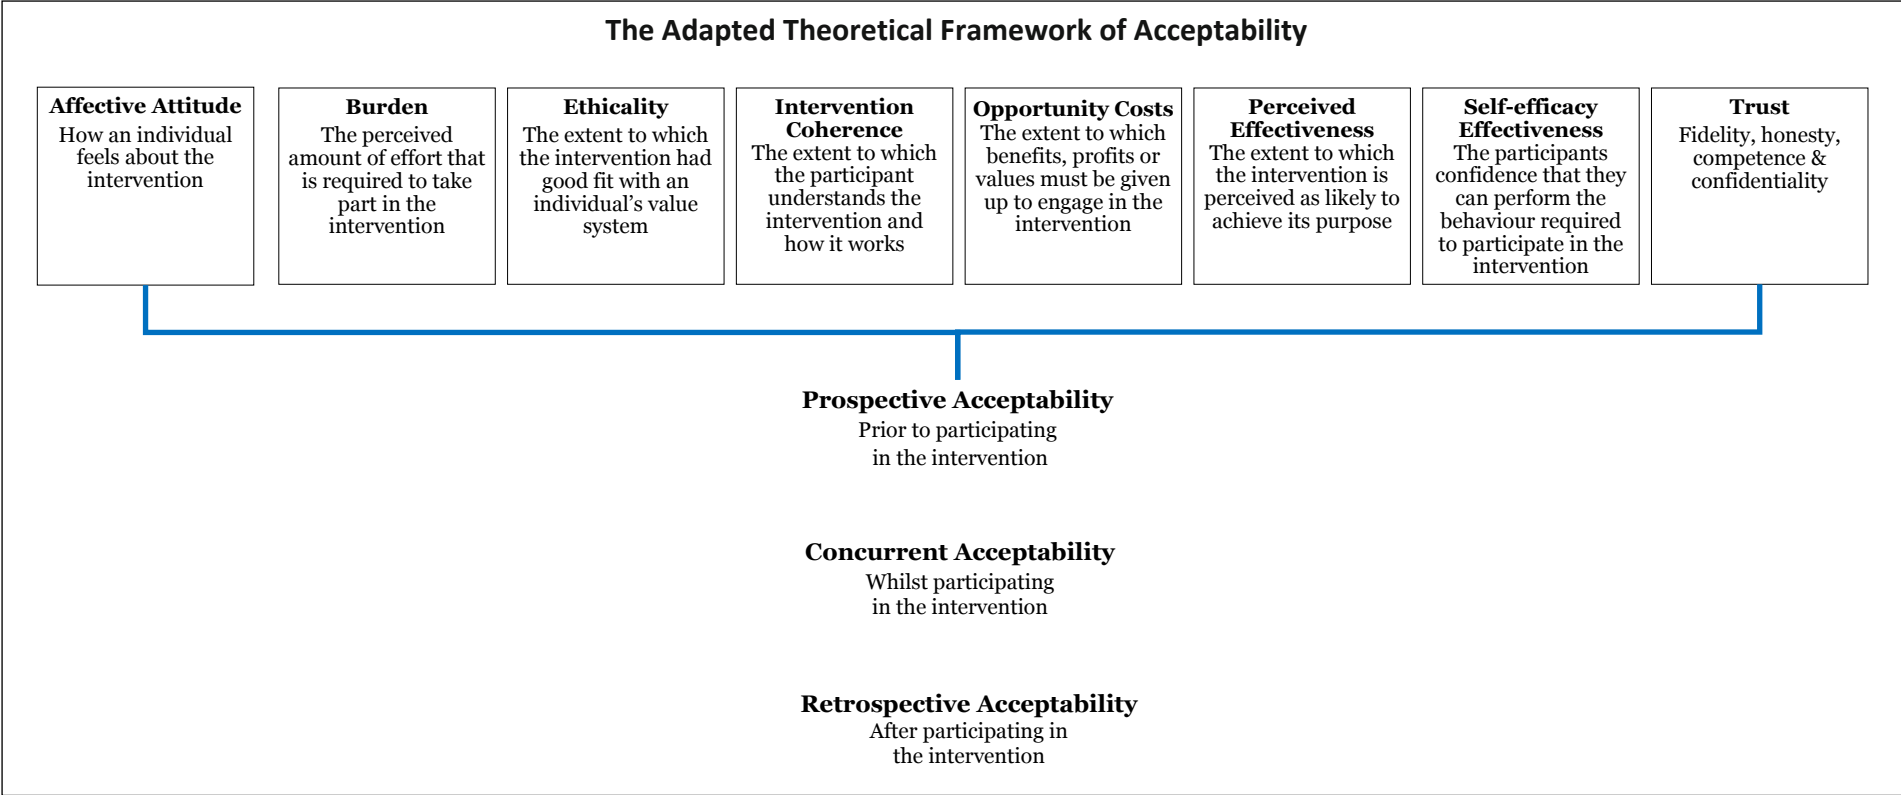 The Adapted Theoretical Framework of Acceptability
Affective Attitude
How an individual
feels about the
intervention
Burden
The perceived
amount of effort that
is required to take
part in the
intervention
Ethicality
The extent to which
the intervention had
good fit with an
individual’s value
system
Intervention
Coherence
The extent to which
the participant
understands the
intervention and
how it works
Opportunity Costs
The extent to which
benefits, profits or
values must be given
up to engage in the
intervention
Perceived
Effectiveness
The extent to which
the intervention is
perceived as likely to
achieve its purpose
Self-efficacy
Effectiveness
The participants
confidence that they
can perform the
behaviour required
to participate in the
intervention
Trust
Fidelity, honesty,
competence &
confidentiality
Prospective Acceptability
Prior to participating
in the intervention
Concurrent Acceptability
Whilst participating
in the intervention
Retrospective Acceptability
After participating in
the intervention